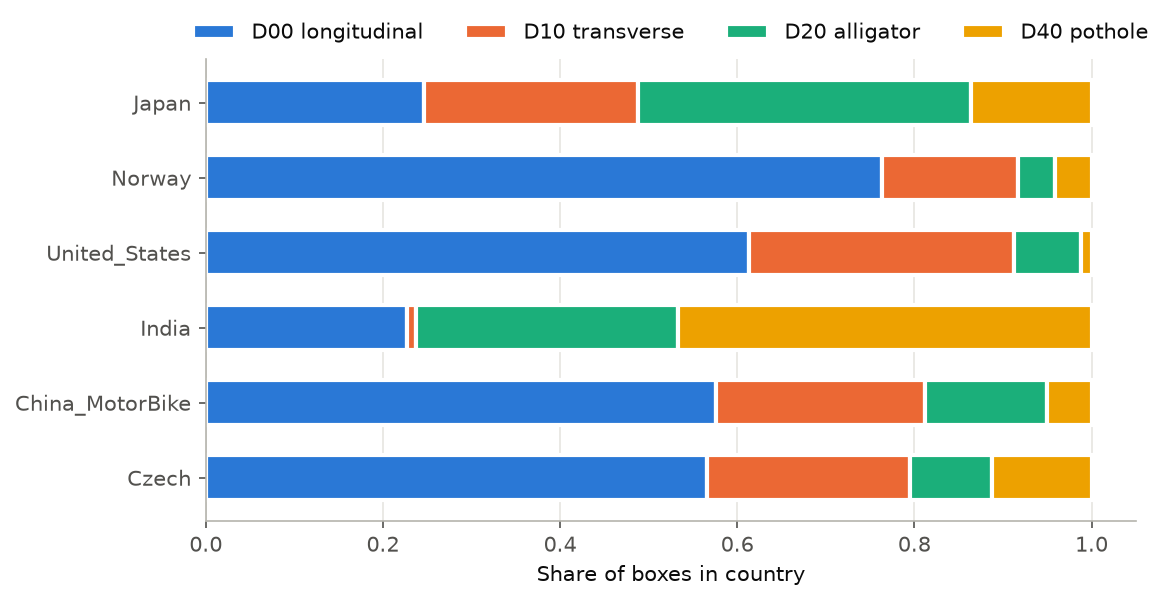 D00 longitudinal D10 transverse D20 alligator D40 pothole
Japan
Norway
United_States
India
China_MotorBike
Czech
0.0 0.2 0.4 0.6 0.8 1.0
Share of boxes in country